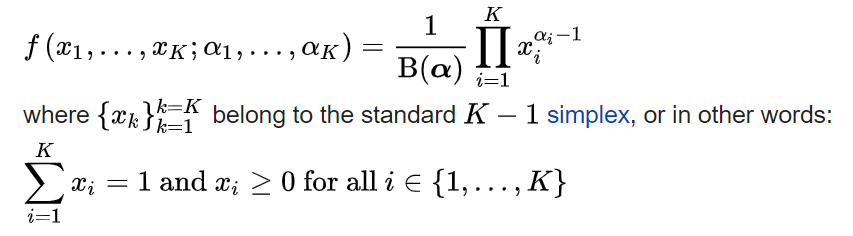 f (x₁, . . . , x_K; α₁, . . . , α_K) = 1/B(α) ∏_{i=1}^{K} x_i^{α_i−1}
where {x_k}_{k=1}^{k=K} belong to the standard K − 1 simplex, or in other words:
∑_{i=1}^{K} x_i = 1 and x_i ≥ 0 for all i ∈ {1, . . . , K}